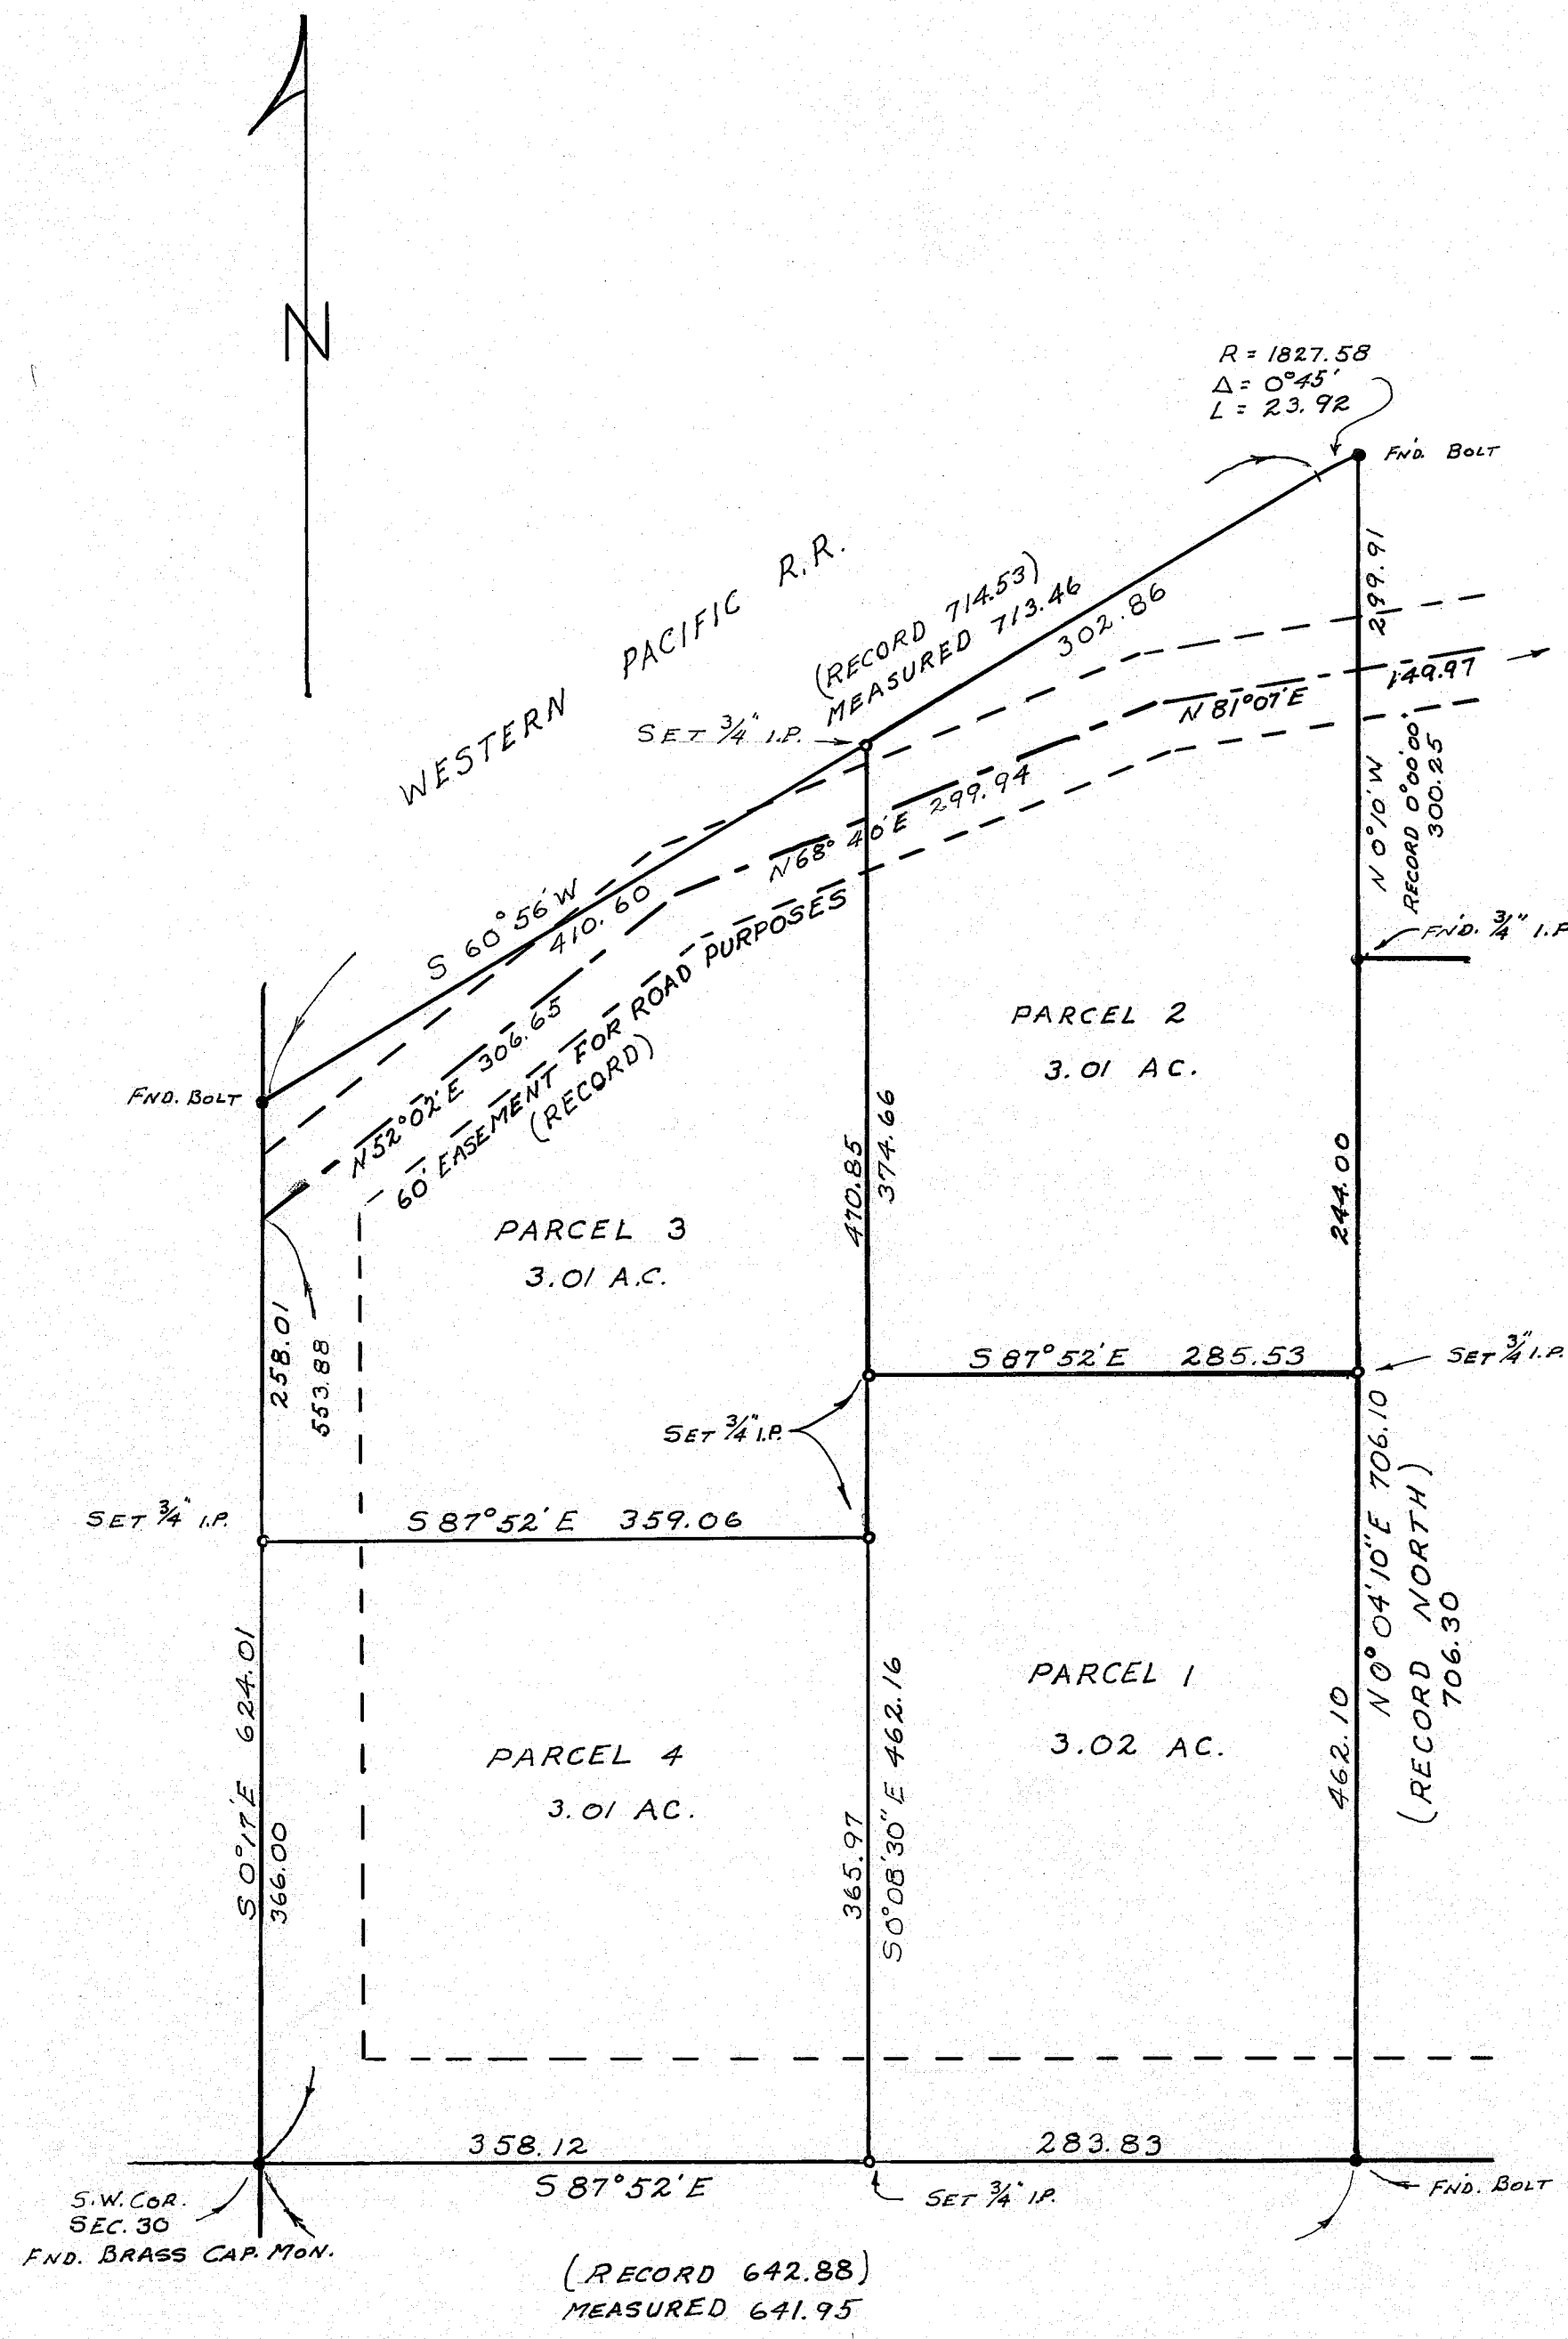 N
R = 1827.58
Δ = 0°45'
L = 23.92
FND. BOLT
WESTERN PACIFIC R.R.
(RECORD 714.53)
MEASURED 713.46
302.86
299.91
SET 3/4" I.P.
N 81°07'E
149.97
N 68°40'E 299.94
N 0°10'W
RECORD 0°00'00"
300.25
S 60°56'W
410.60
FND. 3/4" I.P.
N 52°02'E 306.65
60' EASEMENT FOR ROAD PURPOSES
(RECORD)
PARCEL 2
3.01 AC.
FND. BOLT
470.85
374.66
244.00
PARCEL 3
3.01 A.C.
258.01
553.88
S 87°52'E 285.53
SET 3/4" I.P.
SET 3/4" I.P.
SET 3/4" I.P.
S 87°52'E 359.06
N 0°04'10"E 706.10
(RECORD NORTH)
706.30
S 0°17'E 624.01
366.00
PARCEL 4
3.01 AC.
365.97
S 0°08'30"E 462.16
PARCEL 1
3.02 AC.
462.10
358.12
283.83
S 87°52'E
S.W. COR.
SEC. 30
FND. BRASS CAP. MON.
SET 3/4" I.P.
FND. BOLT
(RECORD 642.88)
MEASURED 641.95